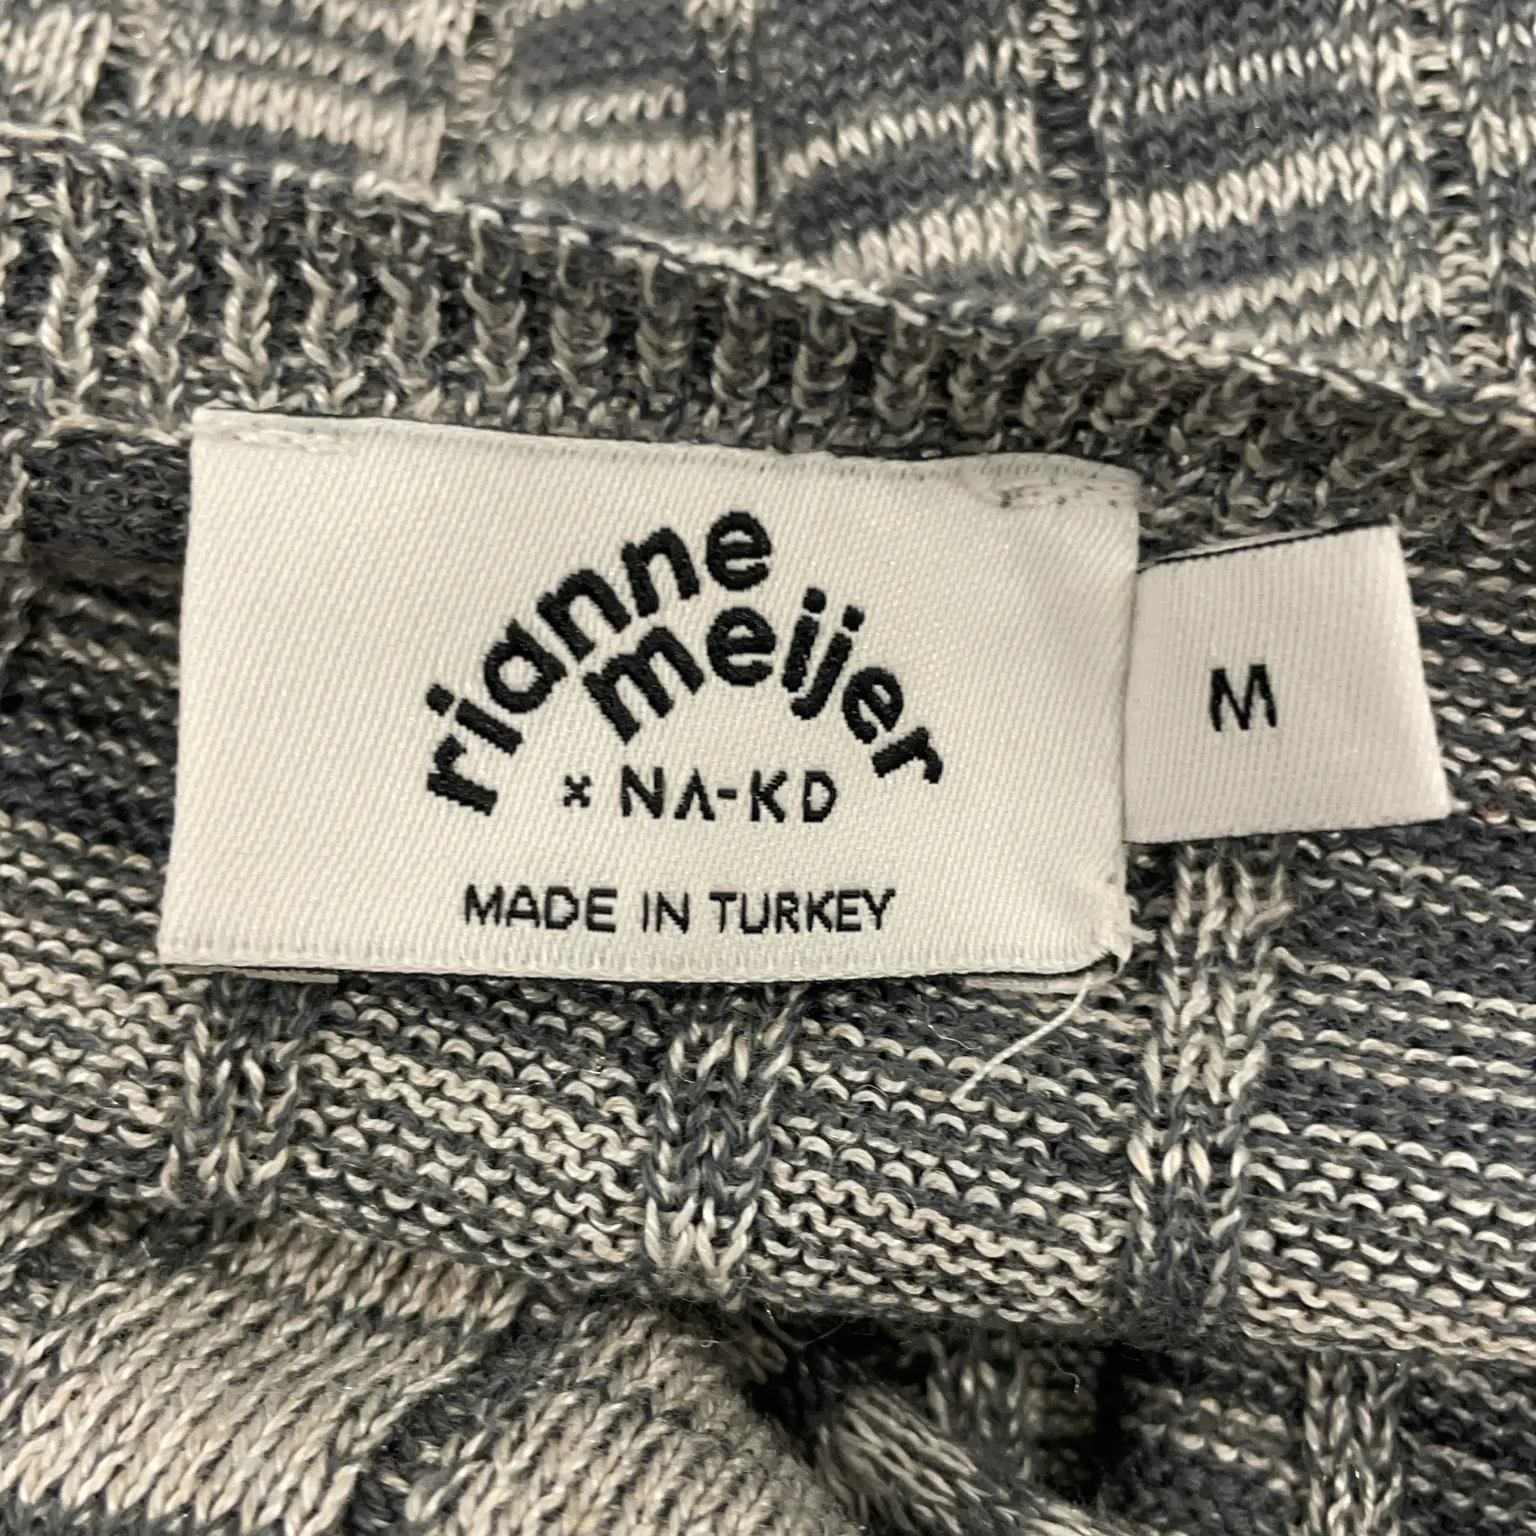 rianne
meijer
x NA-KD
MADE IN TURKEY
M